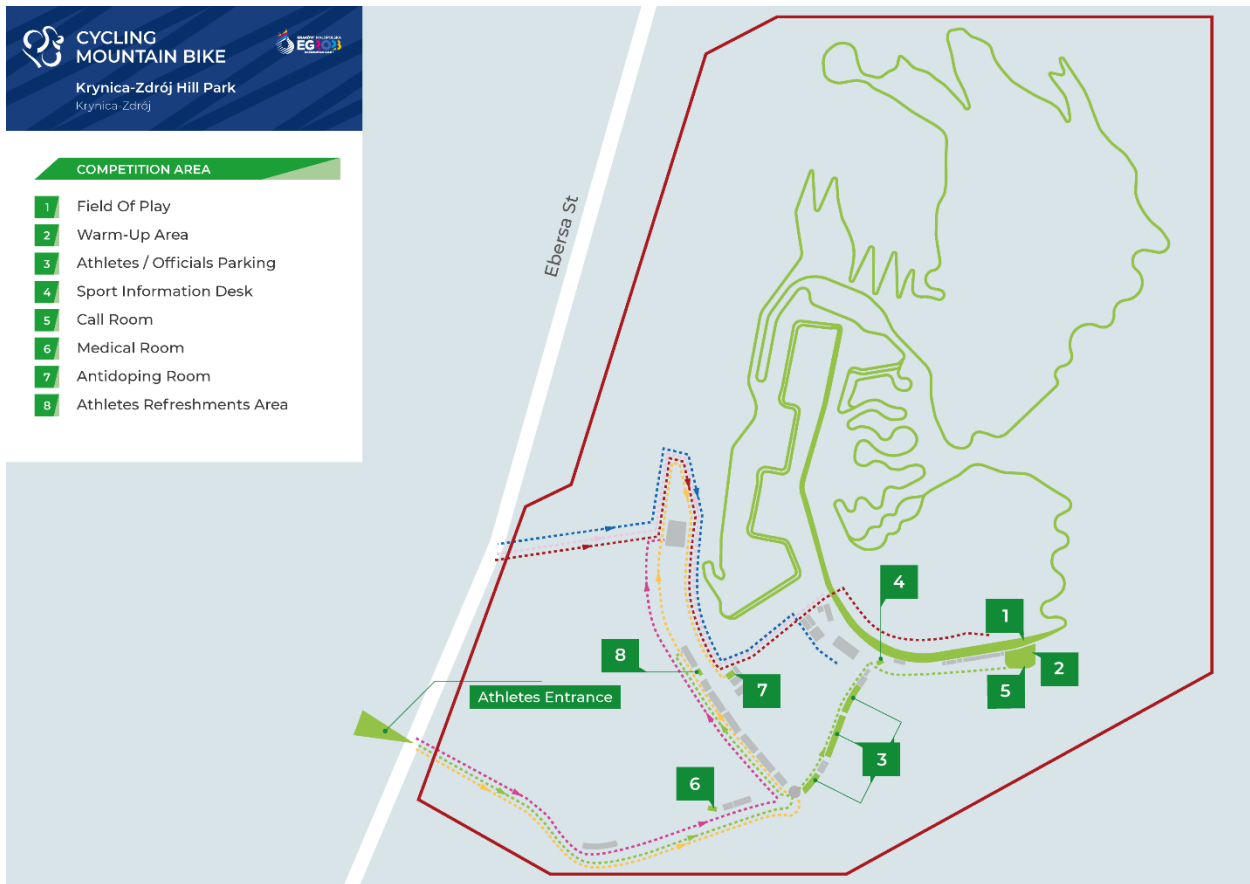 CYCLING
MOUNTAIN BIKE
EG2023
Krynica-Zdrój Hill Park
Krynica-Zdrój
COMPETITION AREA
1 Field Of Play
2 Warm-Up Area
3 Athletes / Officials Parking
4 Sport Information Desk
5 Call Room
6 Medical Room
7 Antidoping Room
8 Athletes Refreshments Area
Ebersa St
4
1
8
2
7
5
Athletes Entrance
3
6